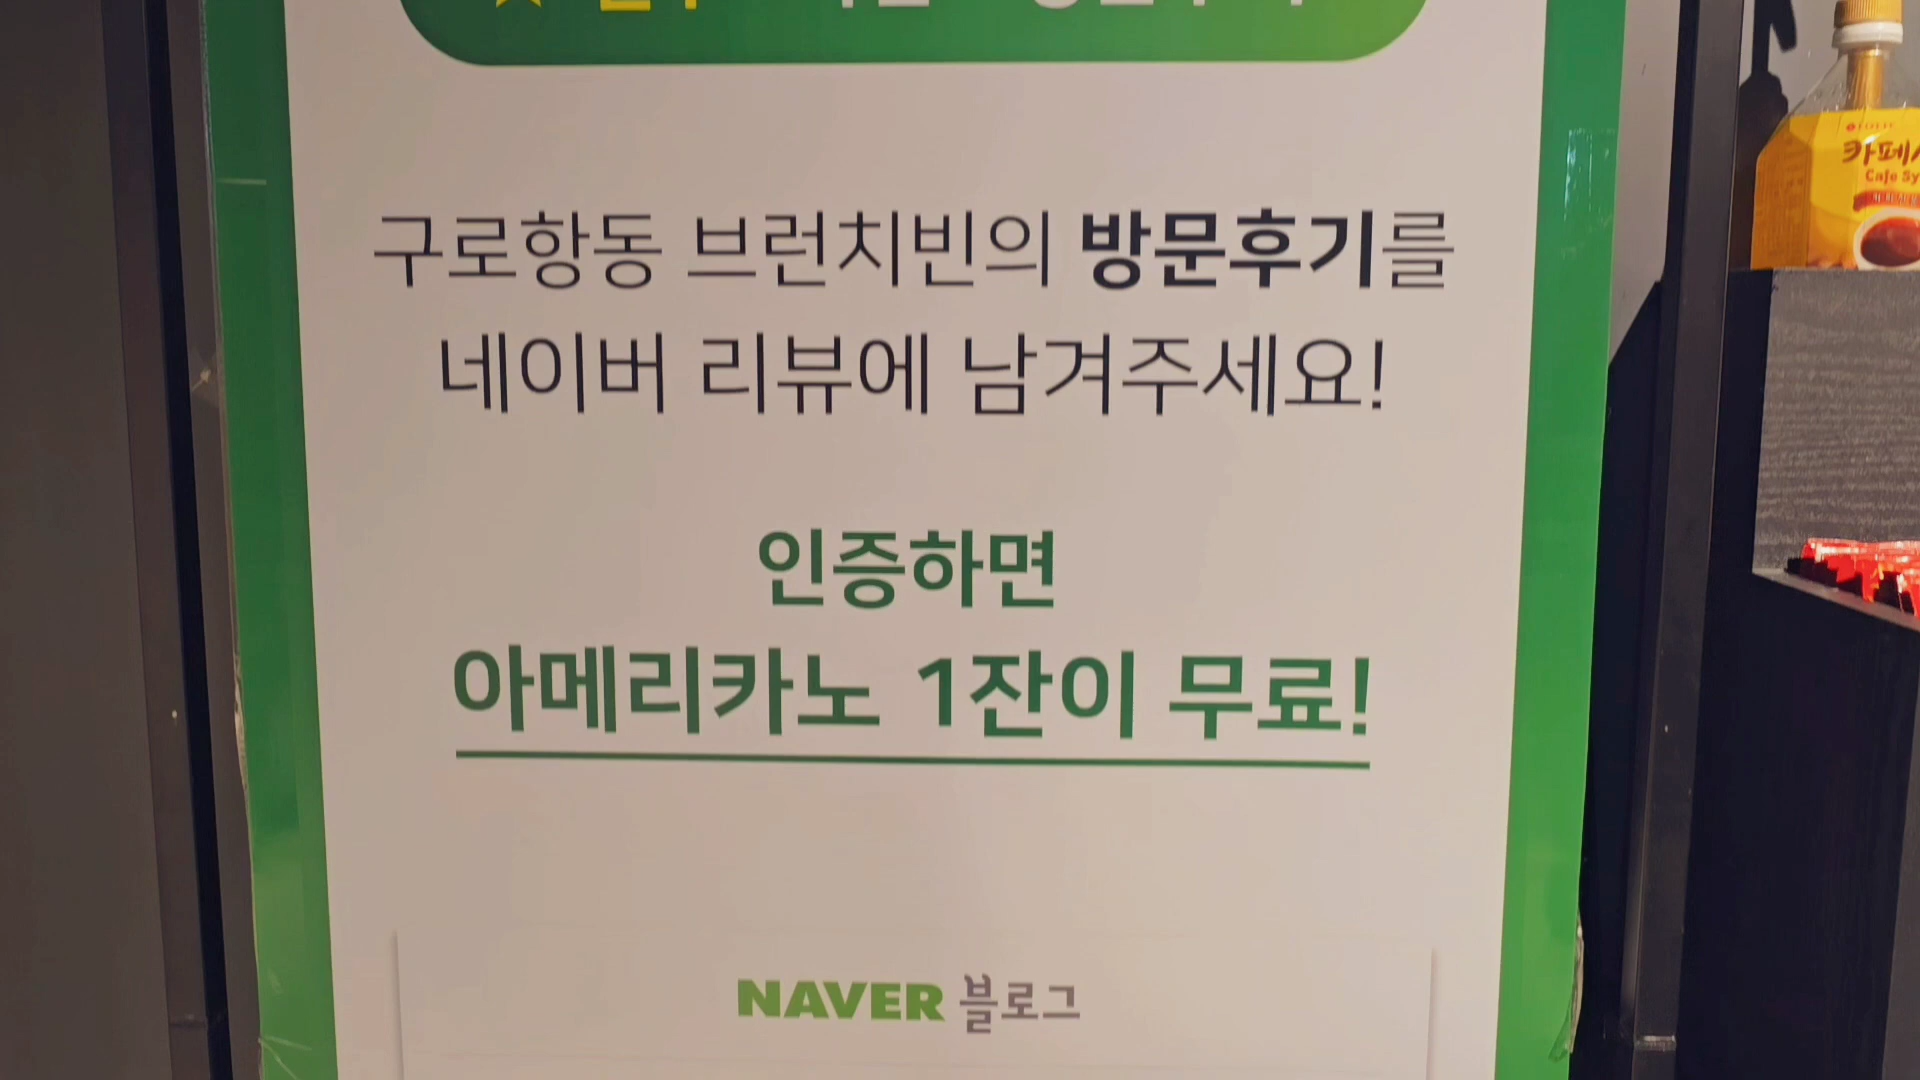 구로항동 브런치빈의 방문후기를
네이버 리뷰에 남겨주세요!
인증하면
아메리카노 1잔이 무료!
NAVER 블로그
LOTTE
Cafe